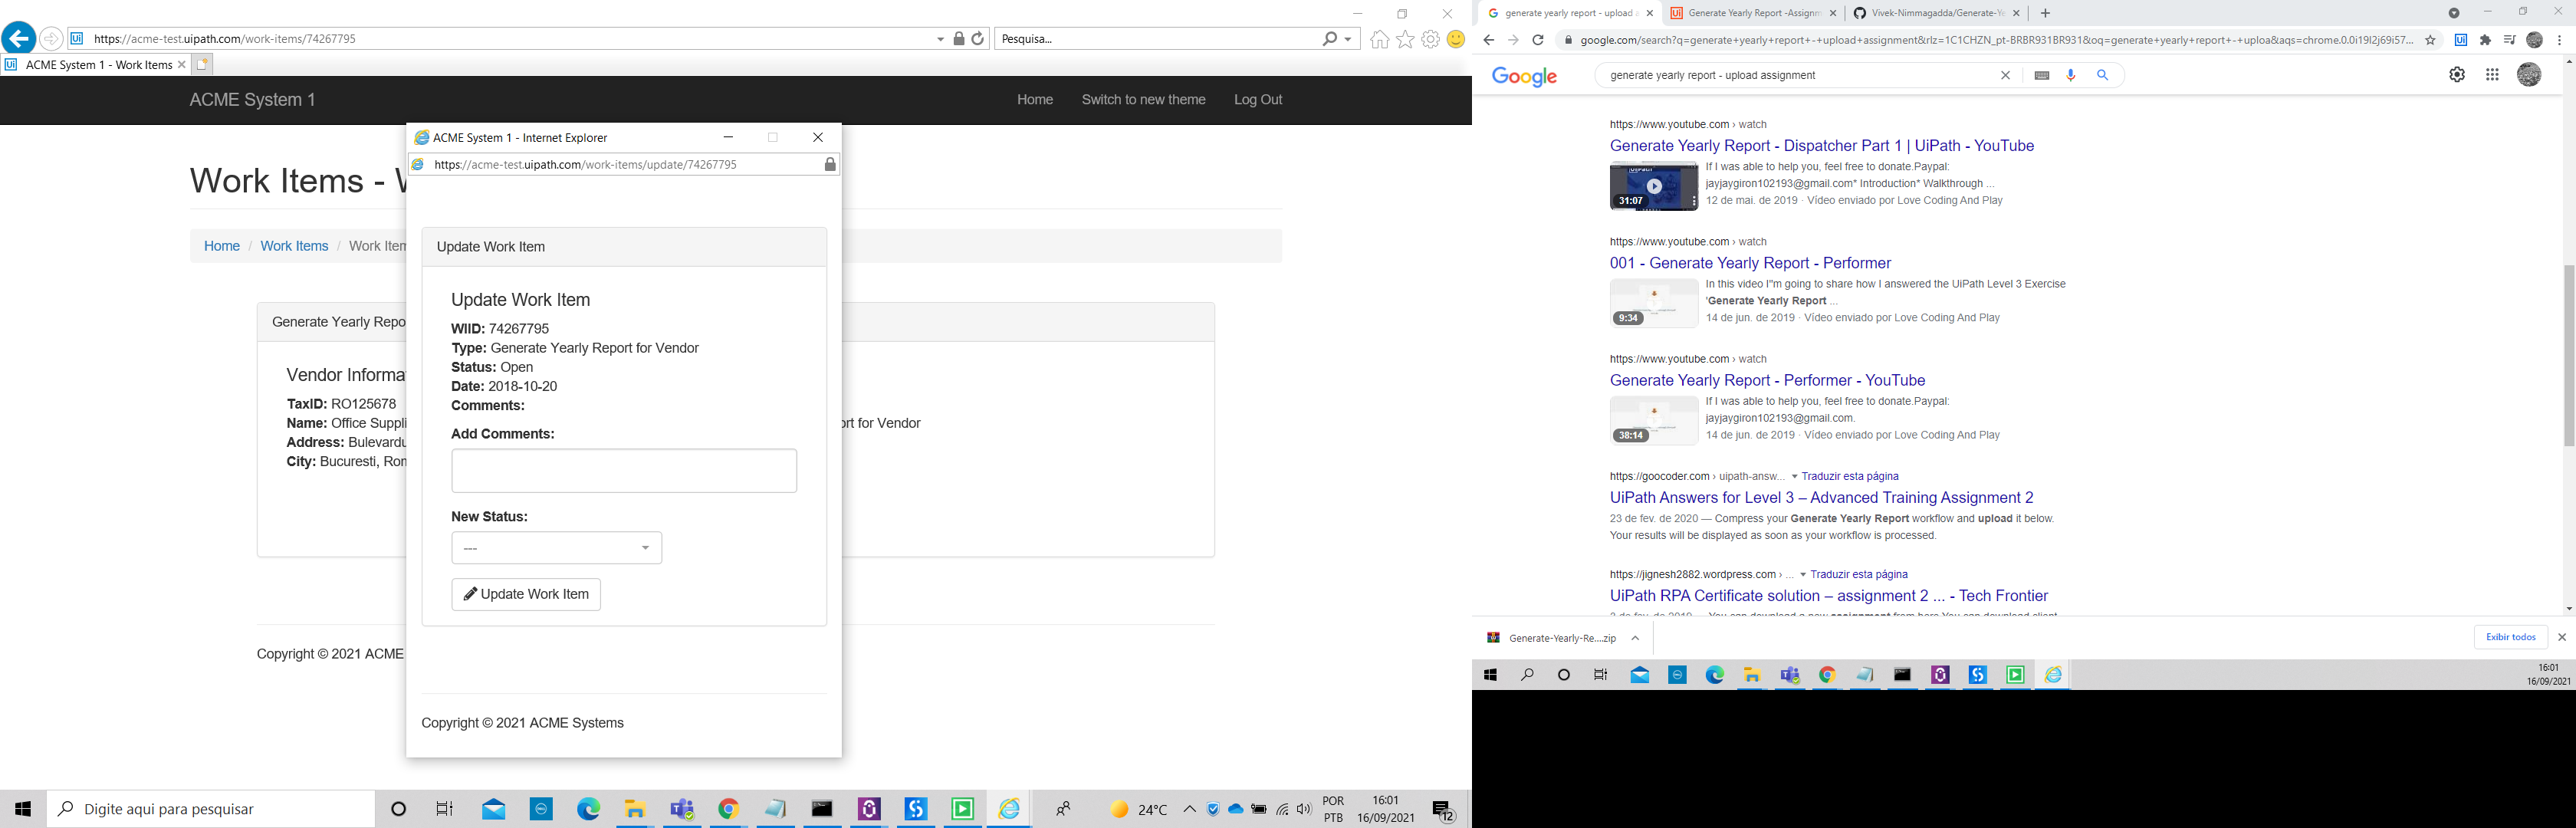 https://acme-test.uipath.com/work-items/74267795
Pesquisa...
ACME System 1 - Work Items
ACME System 1
Home
Switch to new theme
Log Out
Work Items -
Home / Work Items /
Generate Yearly Repo
Vendor Informa
TaxID: RO125678
Name: Office Suppli
Address: Bulevardu
City: Bucuresti, Ro
rt for Vendor
Copyright © 2021 ACME
ACME System 1 - Internet Explorer
https://acme-test.uipath.com/work-items/update/74267795
Update Work Item
Update Work Item
WIID: 74267795
Type: Generate Yearly Report for Vendor
Status: Open
Date: 2018-10-20
Comments:
Add Comments:
New Status:
---
Update Work Item
Copyright © 2021 ACME Systems
Digite aqui para pesquisar
24°C
POR
PTB
16:01
16/09/2021
12
generate yearly report - upload a
Generate Yearly Report -Assignm
Vivek-Nimmagadda/Generate-Ye
google.com/search?q=generate+yearly+report+-+upload+assignment&rlz=1C1CHZN_pt-BRBR931BR931&oq=generate+yearly+report+-+uploa&aqs=chrome.0.0i19l2j69i57...
Google
generate yearly report - upload assignment
https://www.youtube.com › watch
Generate Yearly Report - Dispatcher Part 1 | UiPath - YouTube
If I was able to help you, feel free to donate.Paypal:
jayjaygiron102193@gmail.com* Introduction* Walkthrough ...
31:07
12 de mai. de 2019 · Vídeo enviado por Love Coding And Play
https://www.youtube.com › watch
001 - Generate Yearly Report - Performer
In this video I"m going to share how I answered the UiPath Level 3 Exercise
'Generate Yearly Report ...
9:34
14 de jun. de 2019 · Vídeo enviado por Love Coding And Play
https://www.youtube.com › watch
Generate Yearly Report - Performer - YouTube
If I was able to help you, feel free to donate.Paypal:
jayjaygiron102193@gmail.com.
38:14
14 de jun. de 2019 · Vídeo enviado por Love Coding And Play
https://goocoder.com › uipath-answ... Traduzir esta página
UiPath Answers for Level 3 – Advanced Training Assignment 2
23 de fev. de 2020 — Compress your Generate Yearly Report workflow and upload it below.
Your results will be displayed as soon as your workflow is processed.
https://jignesh2882.wordpress.com › ... Traduzir esta página
UiPath RPA Certificate solution – assignment 2 ... - Tech Frontier
Generate-Yearly-Re....zip
Exibir todos
16:01
16/09/2021